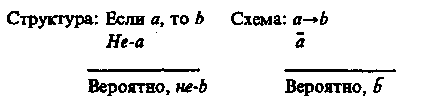 Структура: Если a, то b Схема: a→b
Не-a a̅
Вероятно, не-b Вероятно, b̅